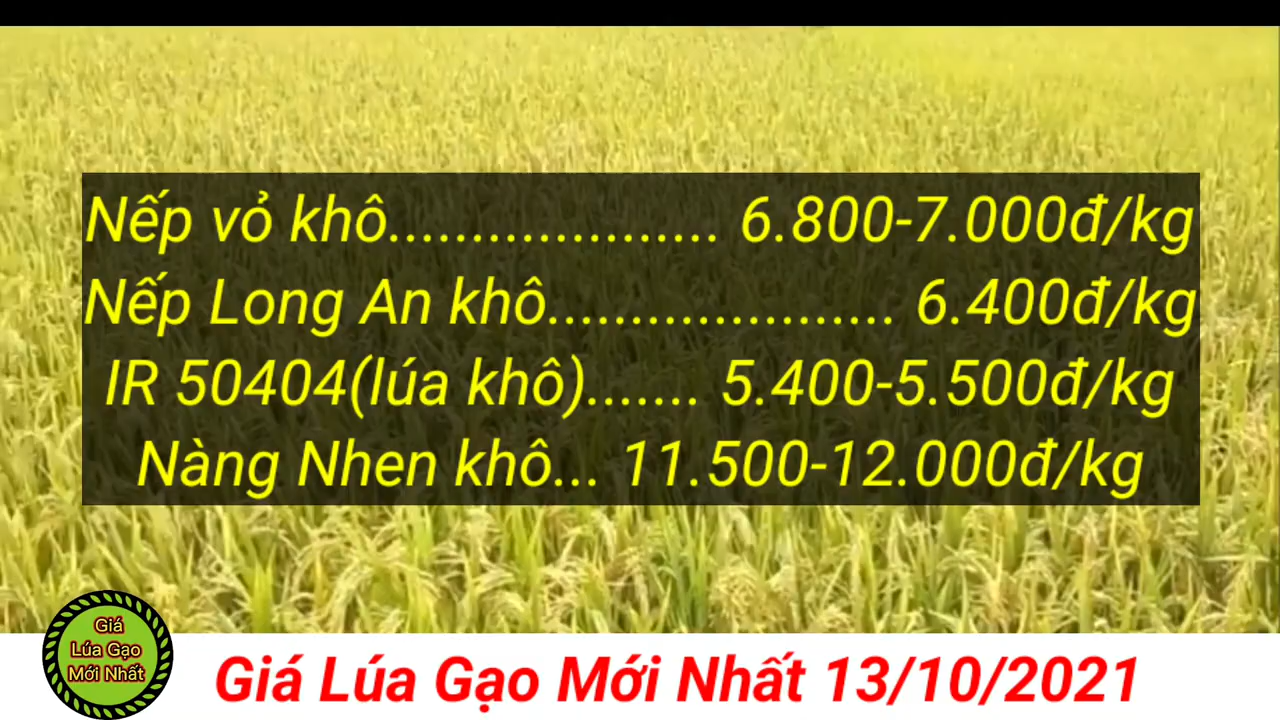 Nếp vỏ khô.................... 6.800-7.000đ/kg
Nếp Long An khô..................... 6.400đ/kg
IR 50404(lúa khô)....... 5.400-5.500đ/kg
Nàng Nhen khô... 11.500-12.000đ/kg
Giá
Lúa Gạo
Mới Nhất
Giá Lúa Gạo Mới Nhất 13/10/2021